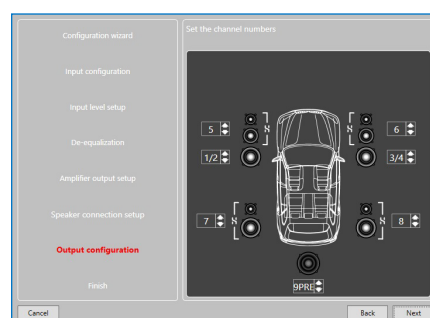 Configuration wizard
Input configuration
Input level setup
De-equalization
Amplifier output setup
Speaker connection setup
Output configuration
Finish
Set the channel numbers
5
6
1/2
3/4
7
8
9PRE
Cancel
Back
Next